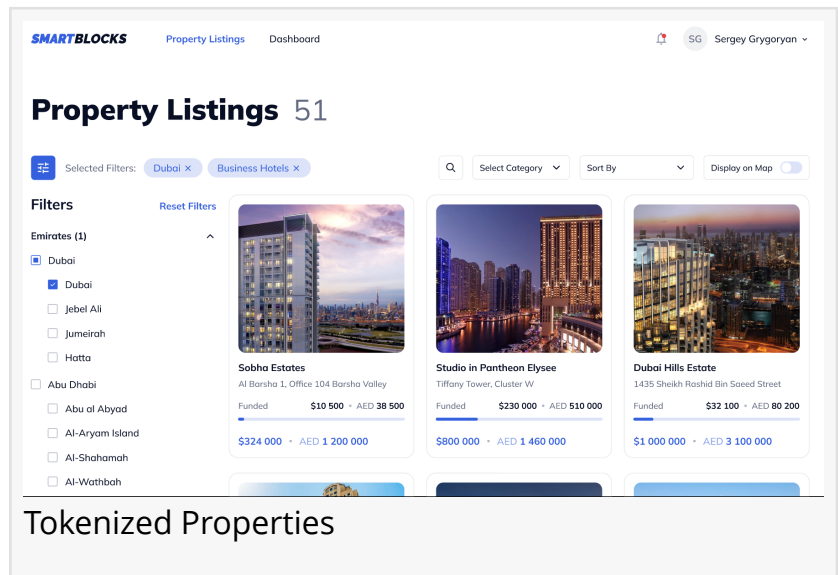 SMARTBLOCKS Property Listings Dashboard SG Sergey Grygoryan
Property Listings 51
Selected Filters: Dubai × Business Hotels × Select Category Sort By Display on Map
Filters Reset Filters
Emirates (1)
Dubai
Dubai
Jebel Ali
Jumeirah
Hatta
Abu Dhabi
Abu al Abyad
Al-Aryam Island
Al-Shahamah
Al-Wathbah
Sobha Estates
Al Barsha 1, Office 104 Barsha Valley
Funded $10 500 • AED 38 500
$324 000 • AED 1 200 000
Studio in Pantheon Elysee
Tiffany Tower, Cluster W
Funded $230 000 • AED 510 000
$800 000 • AED 1 460 000
Dubai Hills Estate
1435 Sheikh Rashid Bin Saeed Street
Funded $32 100 • AED 80 200
$1 000 000 • AED 3 100 000
Tokenized Properties